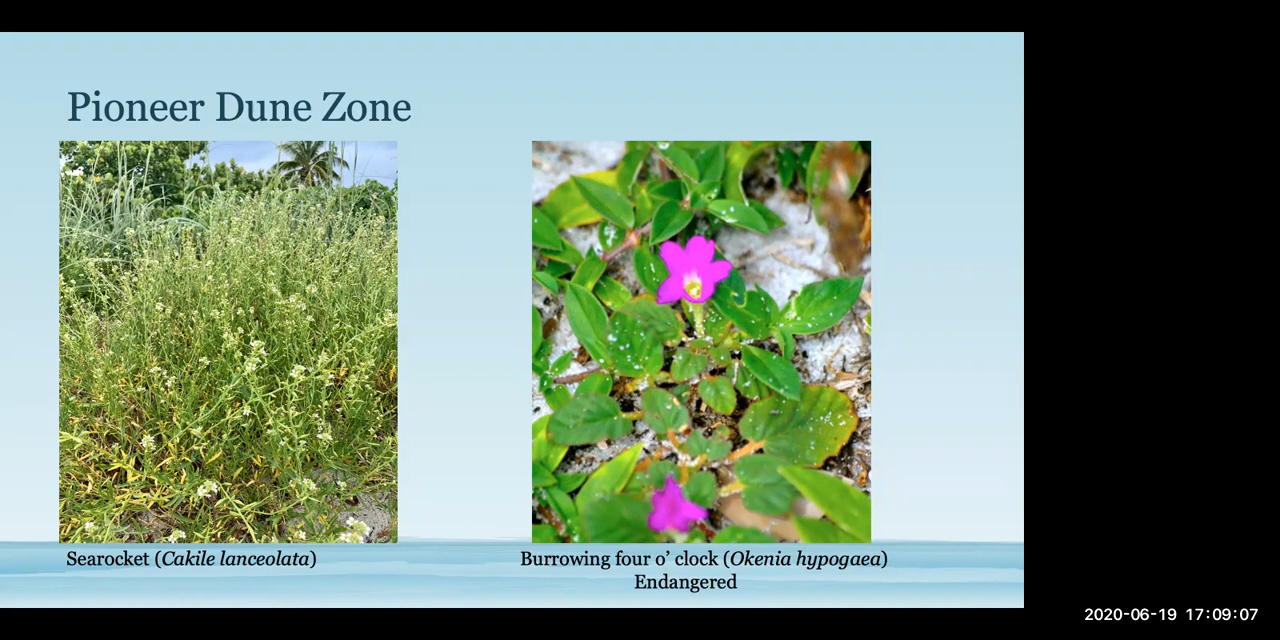 Pioneer Dune Zone
Searocket (Cakile lanceolata)
Burrowing four o’ clock (Okenia hypogaea)
Endangered
2020-06-19 17:09:07